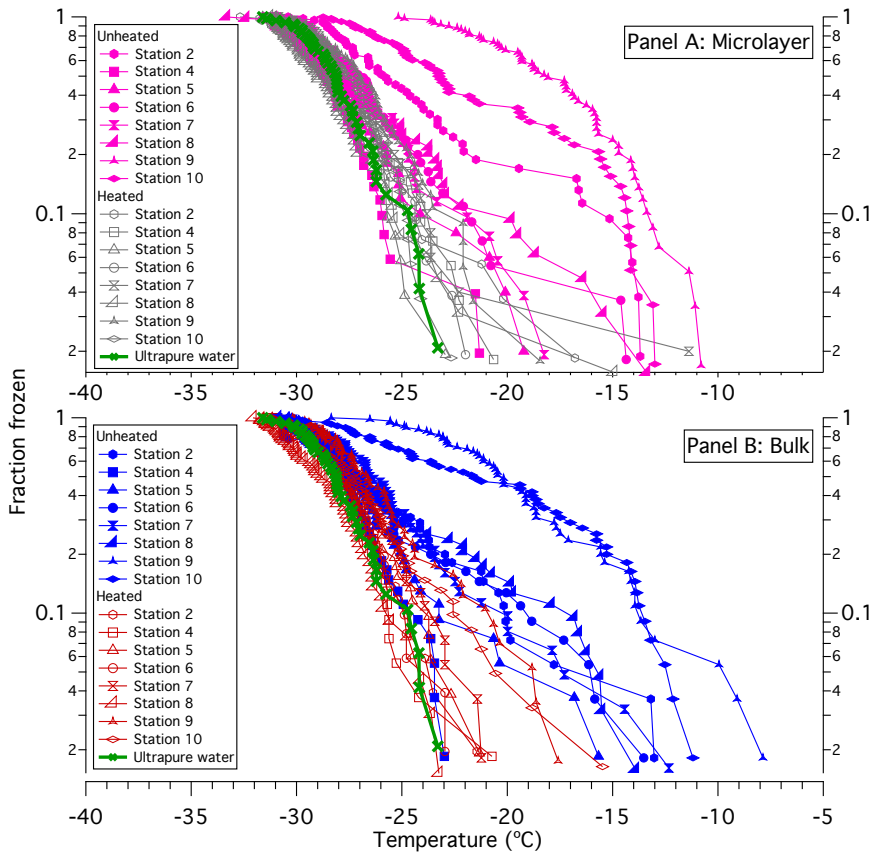 Panel A: Microlayer
Unheated
Station 2
Station 4
Station 5
Station 6
Station 7
Station 8
Station 9
Station 10
Heated
Station 2
Station 4
Station 5
Station 6
Station 7
Station 8
Station 9
Station 10
Ultrapure water
1
8
6
4
2
0.1
8
6
4
2
1
8
6
4
2
0.1
8
6
4
2
-40
-35
-30
-25
-20
-15
-10
-5
Fraction frozen
Panel B: Bulk
Unheated
Station 2
Station 4
Station 5
Station 6
Station 7
Station 8
Station 9
Station 10
Heated
Station 2
Station 4
Station 5
Station 6
Station 7
Station 8
Station 9
Station 10
Ultrapure water
1
8
6
4
2
0.1
8
6
4
2
1
8
6
4
2
0.1
8
6
4
2
-40
-35
-30
-25
-20
-15
-10
-5
Temperature (°C)